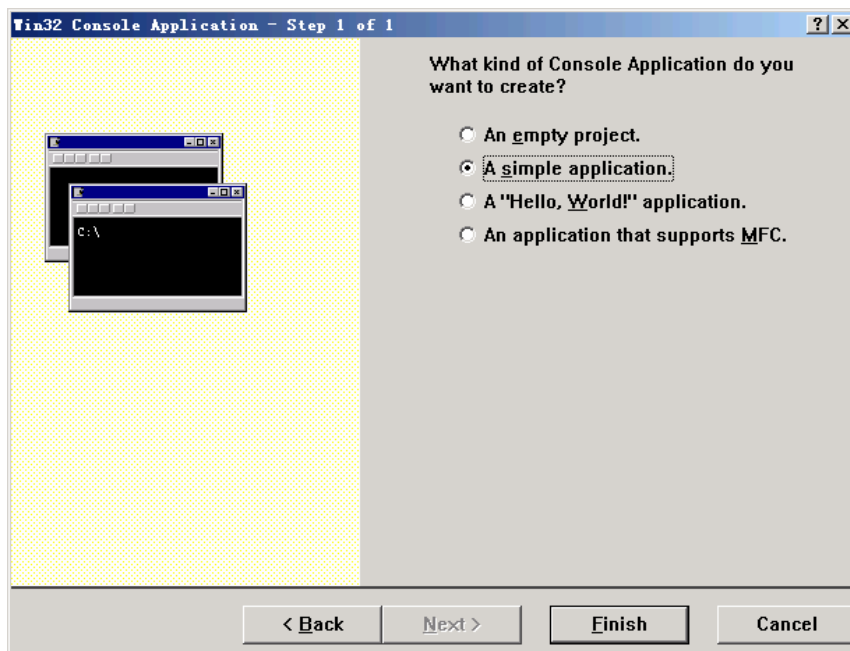 Win32 Console Application - Step 1 of 1
What kind of Console Application do you
want to create?
An empty project.
A simple application.
A "Hello, World!" application.
An application that supports MFC.
C:\
< Back
Next >
Finish
Cancel